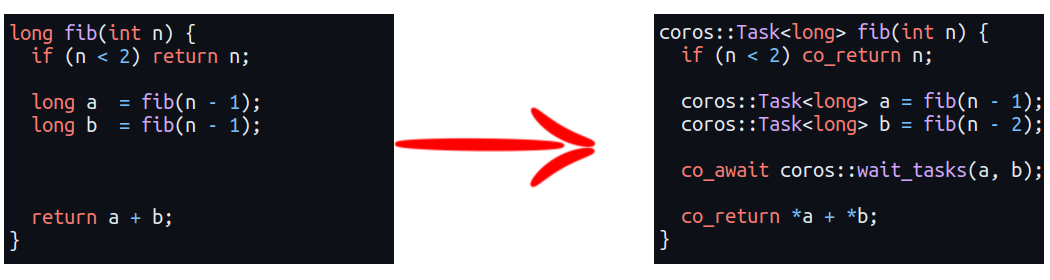 long fib(int n) {
  if (n < 2) return n;
  long a  = fib(n - 1);
  long b  = fib(n - 1);
  return a + b;
}
coros::Task<long> fib(int n) {
  if (n < 2) co_return n;
  coros::Task<long> a = fib(n - 1);
  coros::Task<long> b = fib(n - 2);
  co_await coros::wait_tasks(a, b);
  co_return *a + *b;
}